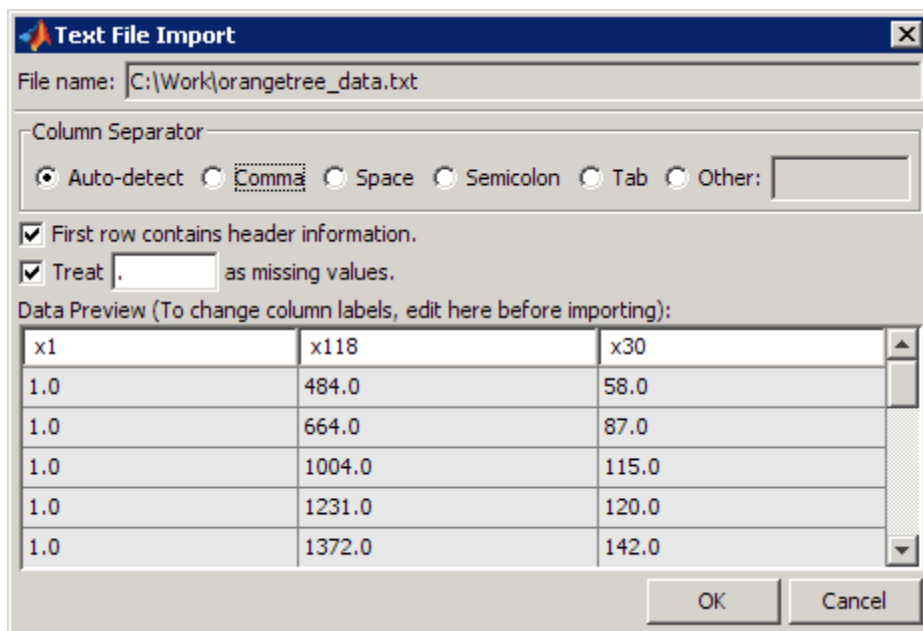 Text File Import
File name: C:\Work\orangetree_data.txt
Column Separator
Auto-detect Comma Space Semicolon Tab Other:
First row contains header information.
Treat . as missing values.
Data Preview (To change column labels, edit here before importing):
x1 x118 x30
1.0 484.0 58.0
1.0 664.0 87.0
1.0 1004.0 115.0
1.0 1231.0 120.0
1.0 1372.0 142.0
OK Cancel